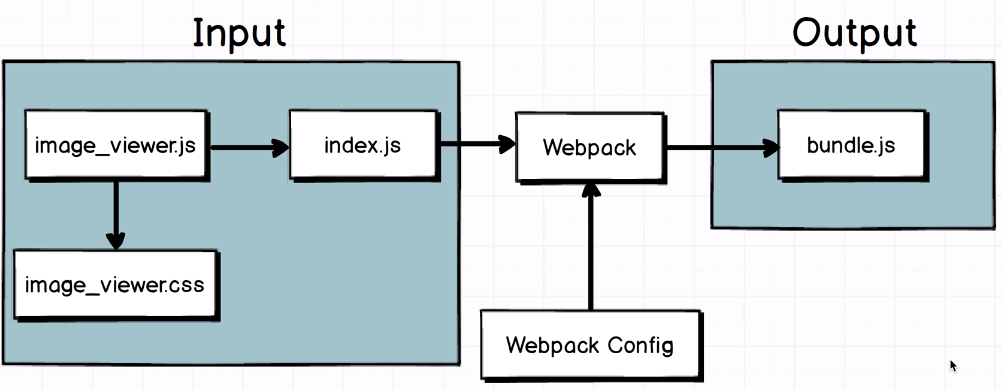 Input
Output
image_viewer.js
index.js
Webpack
bundle.js
image_viewer.css
Webpack Config